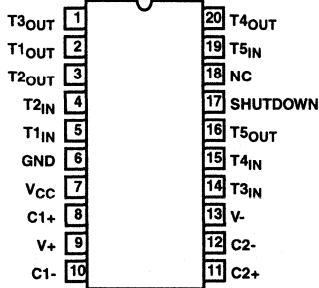 T3OUT 1 20 T4OUT
T1OUT 2 19 T5IN
T2OUT 3 18 NC
T2IN 4 17 SHUTDOWN
T1IN 5 16 T5OUT
GND 6 15 T4IN
VCC 7 14 T3IN
C1+ 8 13 V-
V+ 9 12 C2-
C1- 10 11 C2+